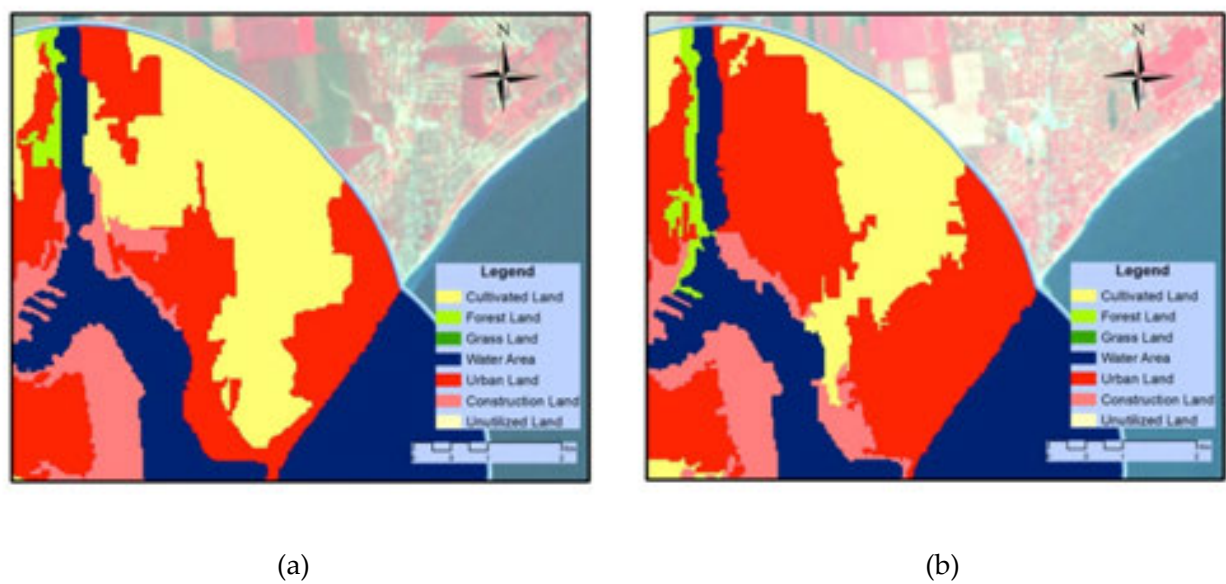 N
Legend
Cultivated Land
Forest Land
Grass Land
Water Area
Urban Land
Construction Land
Unutilized Land
N
Legend
Cultivated Land
Forest Land
Grass Land
Water Area
Urban Land
Construction Land
Unutilized Land
(a)
(b)